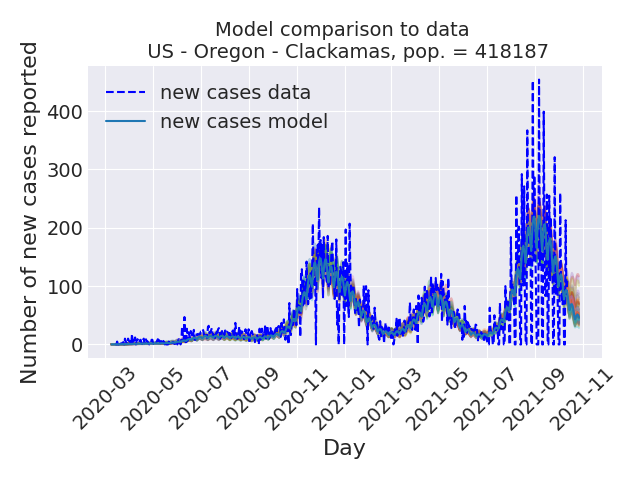 Model comparison to data
US - Oregon - Clackamas, pop. = 418187
new cases data
new cases model
Number of new cases reported
400
300
200
100
0
2020-03
2020-05
2020-07
2020-09
2020-11
2021-01
2021-03
2021-05
2021-07
2021-09
2021-11
Day